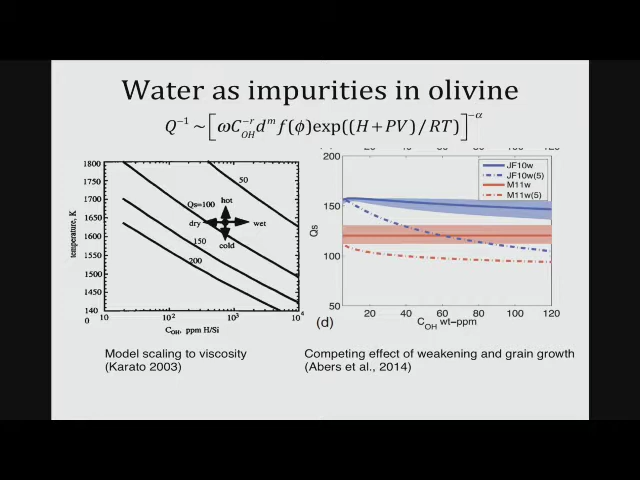 Water as impurities in olivine
Q⁻¹ ~ [ωC_OH^-r d^m f(ϕ)exp((H+PV)/RT)]^-α
1800
1700
1650
1600
1550
1500
1450
140
0
temperature, K
10
10²
10³
10⁴
C_OH, ppm H/Si
50
Qs=100
150
200
hot
dry
wet
cold
200
150
100
50
Qs
20
40
60
80
100
120
C_OH wt-ppm
(d)
JF10w
JF10w(5)
M11w
M11w(5)
Model scaling to viscosity
(Karato 2003)
Competing effect of weakening and grain growth
(Abers et al., 2014)